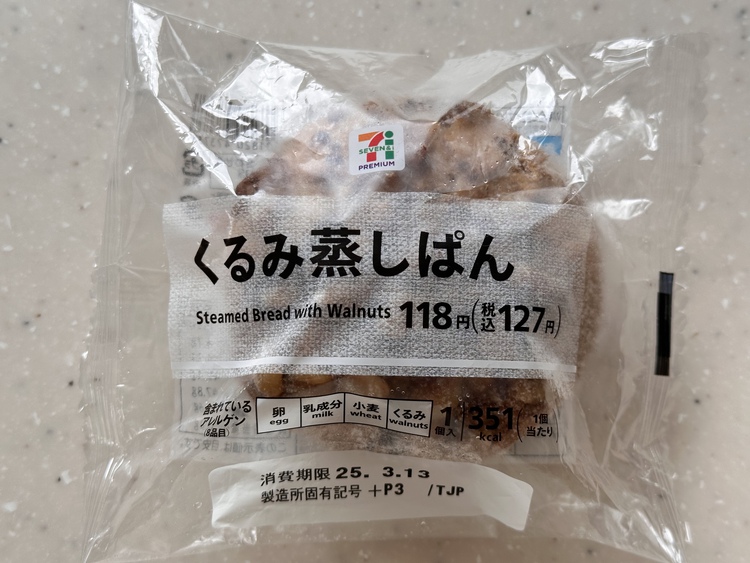 SEVEN&i
PREMIUM
くるみ蒸しぱん
Steamed Bread with Walnuts 118円(税込127円)
含まれている
アレルゲン
(8品目)
卵 乳成分 小麦 くるみ
egg milk wheat walnuts
1個入 351kcal (1個当たり)
消費期限 25. 3.13
製造所固有記号 +P3 /TJP